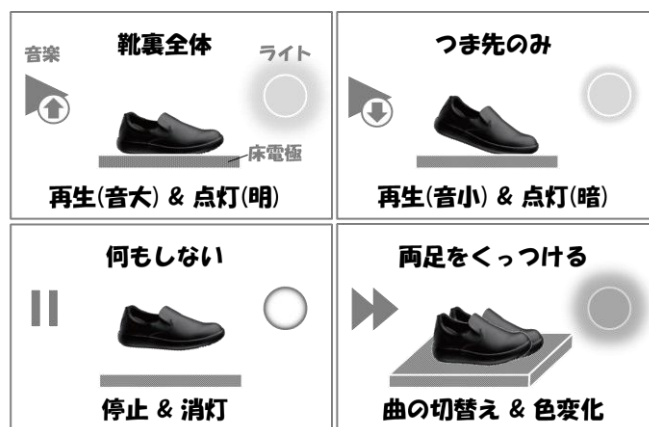 靴裏全体
音楽
ライト
床電極
再生(音大) & 点灯(明)
つま先のみ
再生(音小) & 点灯(暗)
何もしない
停止 & 消灯
両足をくっつける
曲の切替え & 色変化